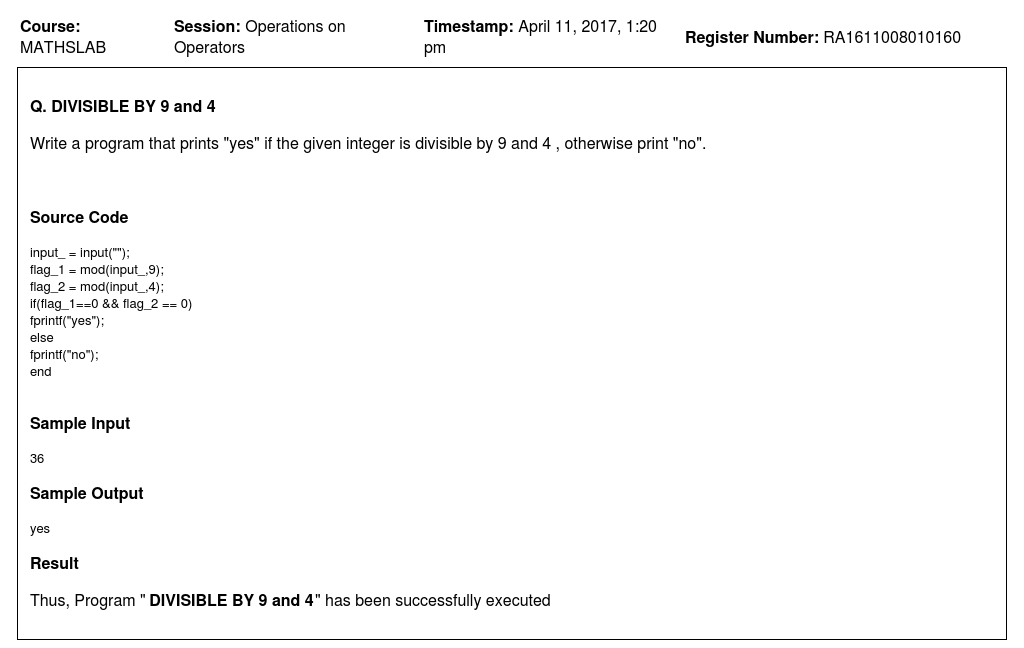 Course: MATHSLAB
Session: Operations on Operators
Timestamp: April 11, 2017, 1:20 pm
Register Number: RA1611008010160
Q. DIVISIBLE BY 9 and 4
Write a program that prints "yes" if the given integer is divisible by 9 and 4 , otherwise print "no".
Source Code
input_ = input("");
flag_1 = mod(input_,9);
flag_2 = mod(input_,4);
if(flag_1==0 && flag_2 == 0)
fprintf("yes");
else
fprintf("no");
end
Sample Input
36
Sample Output
yes
Result
Thus, Program " DIVISIBLE BY 9 and 4" has been successfully executed